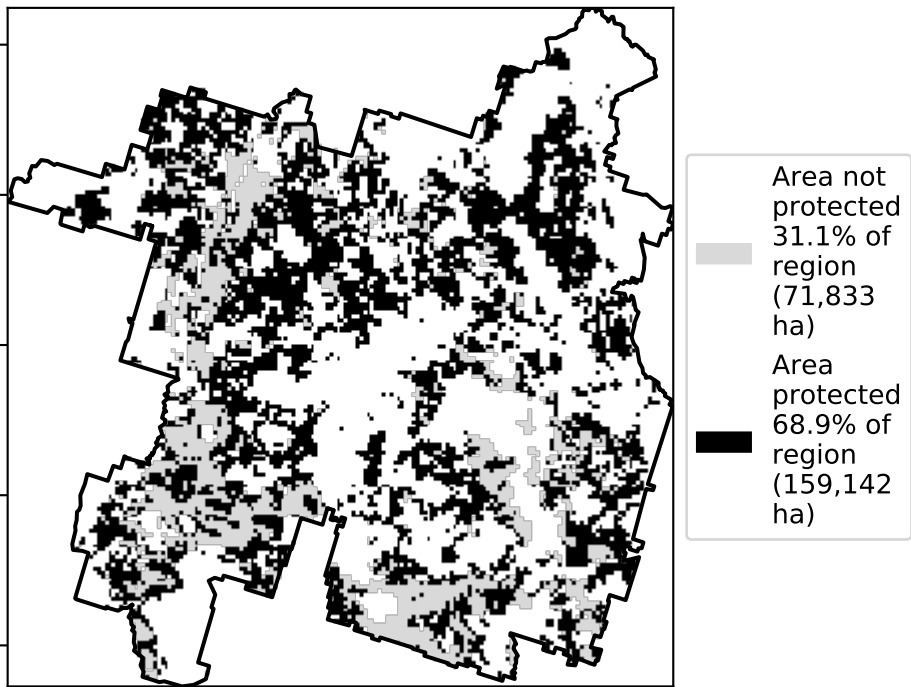 Area not
protected
31.1% of
region
(71,833
ha)
Area
protected
68.9% of
region
(159,142
ha)